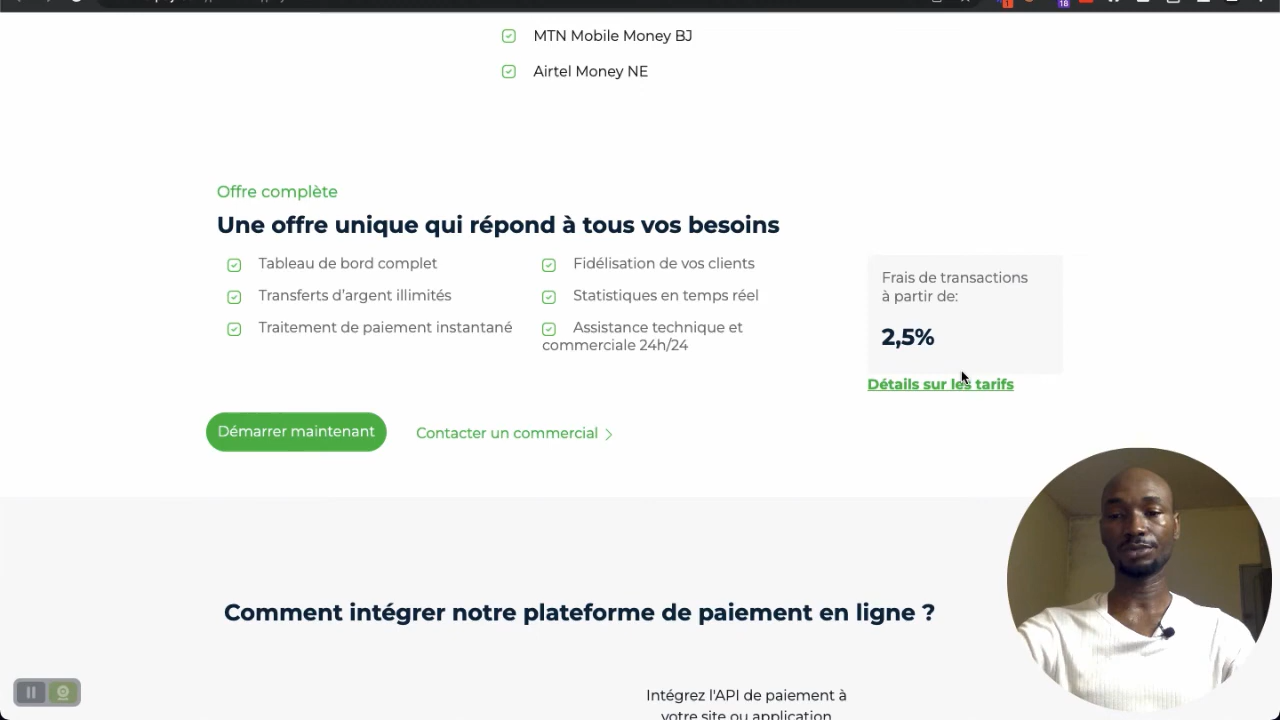 MTN Mobile Money BJ
Airtel Money NE
Offre complète
Une offre unique qui répond à tous vos besoins
Tableau de bord complet
Transferts d'argent illimités
Traitement de paiement instantané
Fidélisation de vos clients
Statistiques en temps réel
Assistance technique et
commerciale 24h/24
Frais de transactions
à partir de:
2,5%
Détails sur les tarifs
Démarrer maintenant
Contacter un commercial
Comment intégrer notre plateforme de paiement en ligne ?
Intégrez l'API de paiement à
votre site ou application
1
18